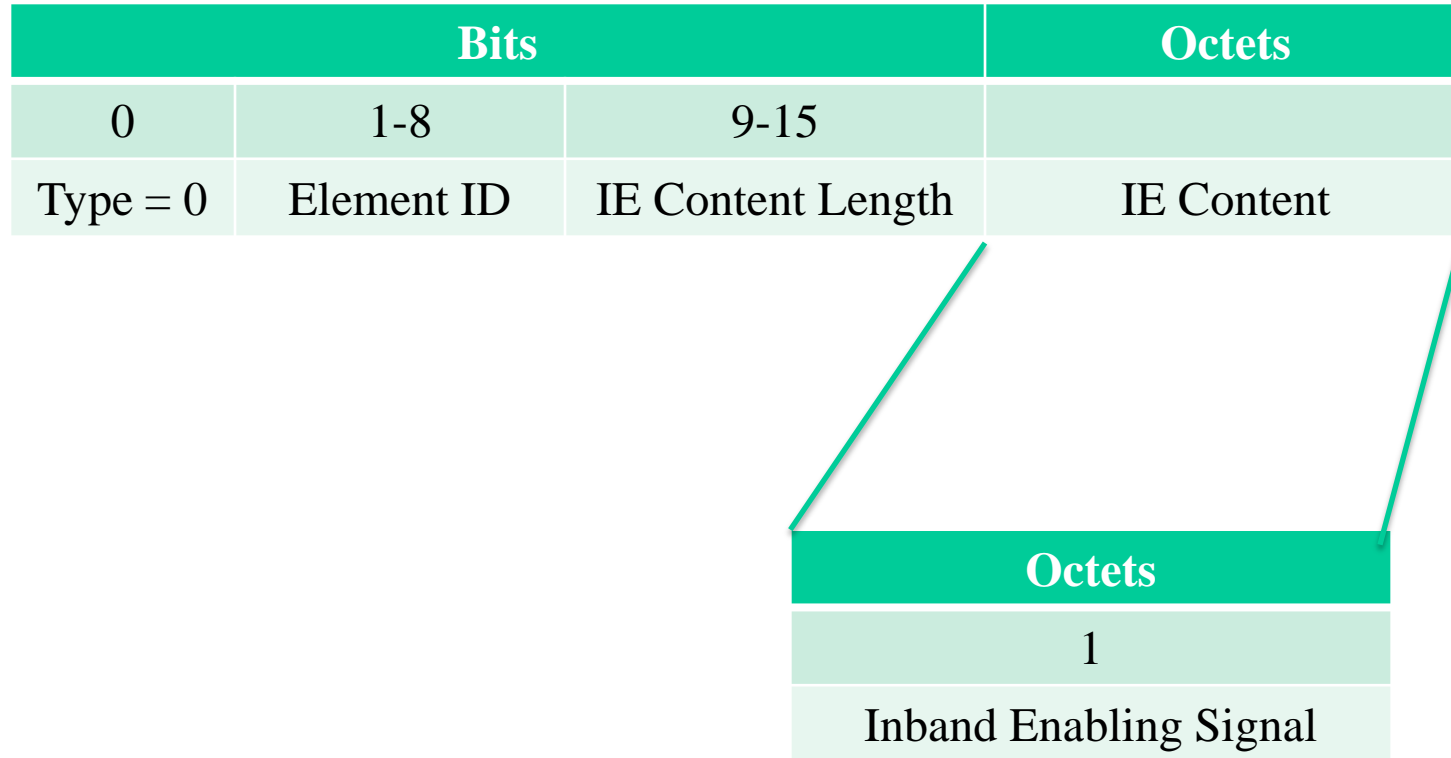 Bits Octets
0 1-8 9-15
Type = 0 Element ID IE Content Length IE Content
Octets
1
Inband Enabling Signal